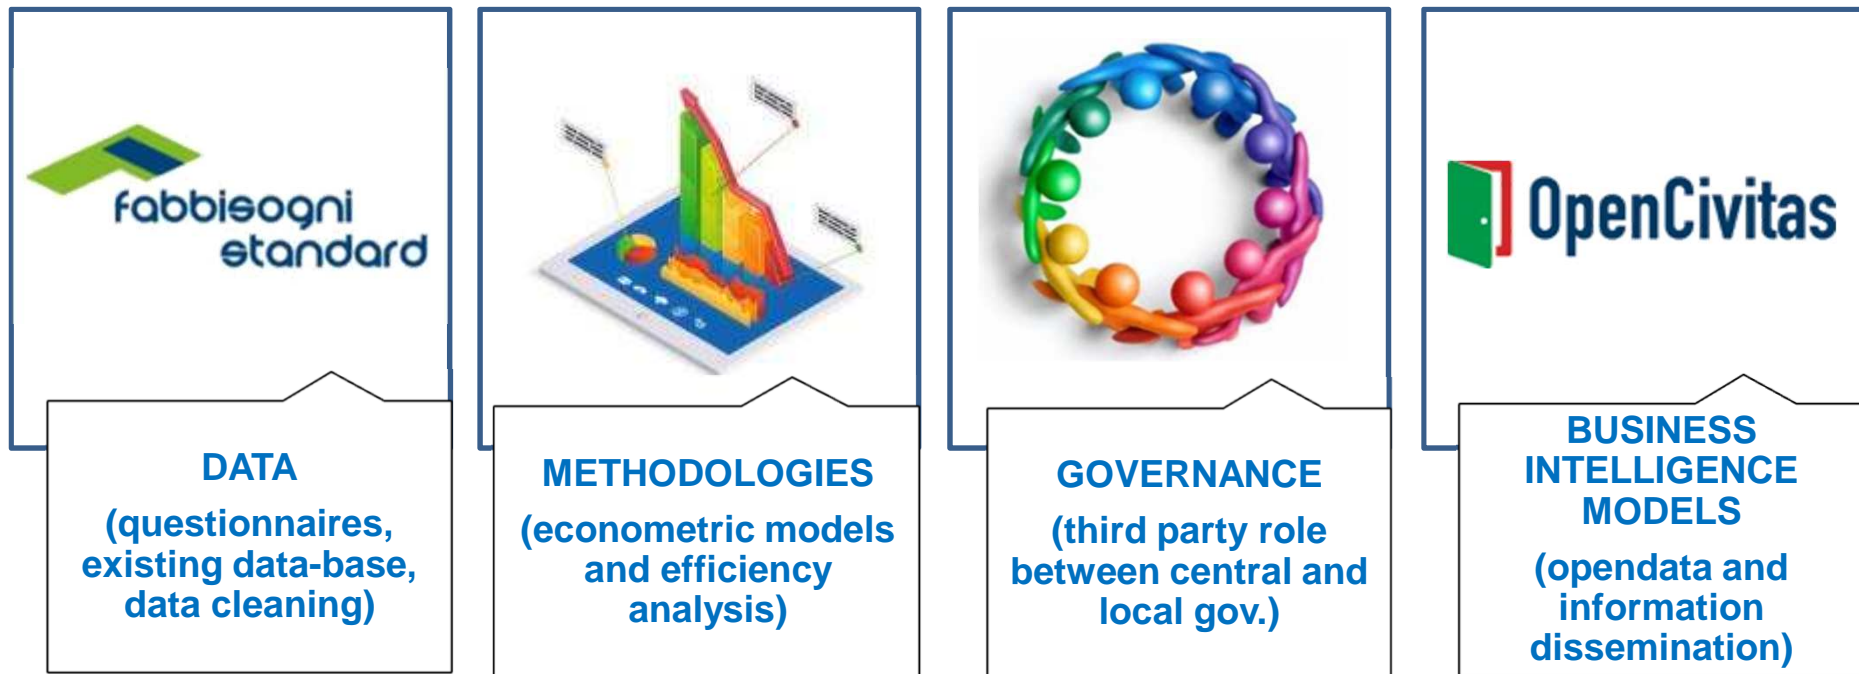 fabbisogni
standard
OpenCivitas
DATA
(questionnaires,
existing data-base,
data cleaning)
METHODOLOGIES
(econometric models
and efficiency
analysis)
GOVERNANCE
(third party role
between central and
local gov.)
BUSINESS
INTELLIGENCE
MODELS
(opendata and
information
dissemination)